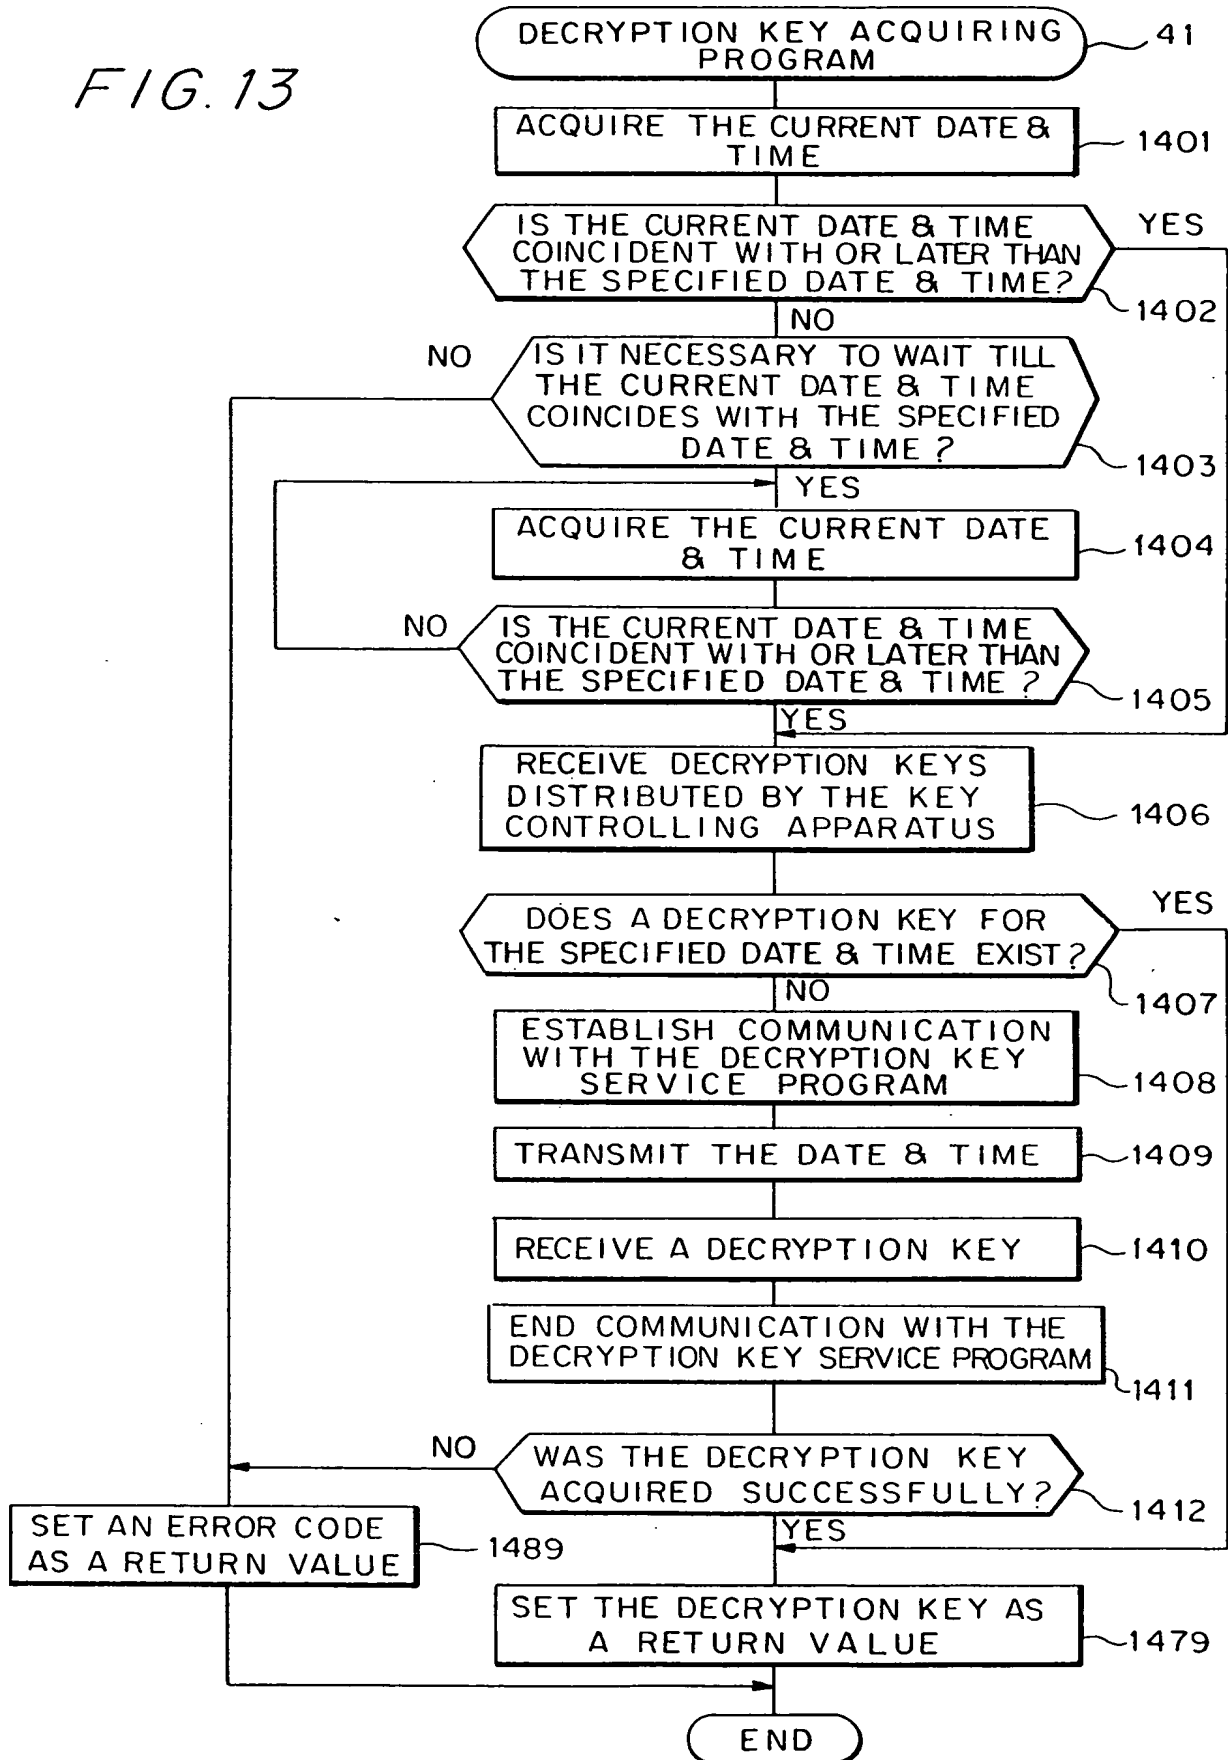 FIG. 13
DECRYPTION KEY ACQUIRING
PROGRAM
41
ACQUIRE THE CURRENT DATE &
TIME
1401
IS THE CURRENT DATE & TIME
COINCIDENT WITH OR LATER THAN
THE SPECIFIED DATE & TIME?
YES
1402
NO
NO
IS IT NECESSARY TO WAIT TILL
THE CURRENT DATE & TIME
COINCIDES WITH THE SPECIFIED
DATE & TIME?
1403
YES
ACQUIRE THE CURRENT DATE
& TIME
1404
NO
IS THE CURRENT DATE & TIME
COINCIDENT WITH OR LATER THAN
THE SPECIFIED DATE & TIME?
1405
YES
RECEIVE DECRYPTION KEYS
DISTRIBUTED BY THE KEY
CONTROLLING APPARATUS
1406
DOES A DECRYPTION KEY FOR
THE SPECIFIED DATE & TIME EXIST?
YES
1407
NO
ESTABLISH COMMUNICATION
WITH THE DECRYPTION KEY
SERVICE PROGRAM
1408
TRANSMIT THE DATE & TIME
1409
RECEIVE A DECRYPTION KEY
1410
END COMMUNICATION WITH THE
DECRYPTION KEY SERVICE PROGRAM
1411
NO
WAS THE DECRYPTION KEY
ACQUIRED SUCCESSFULLY?
1412
YES
SET AN ERROR CODE
AS A RETURN VALUE
1489
SET THE DECRYPTION KEY AS
A RETURN VALUE
1479
END